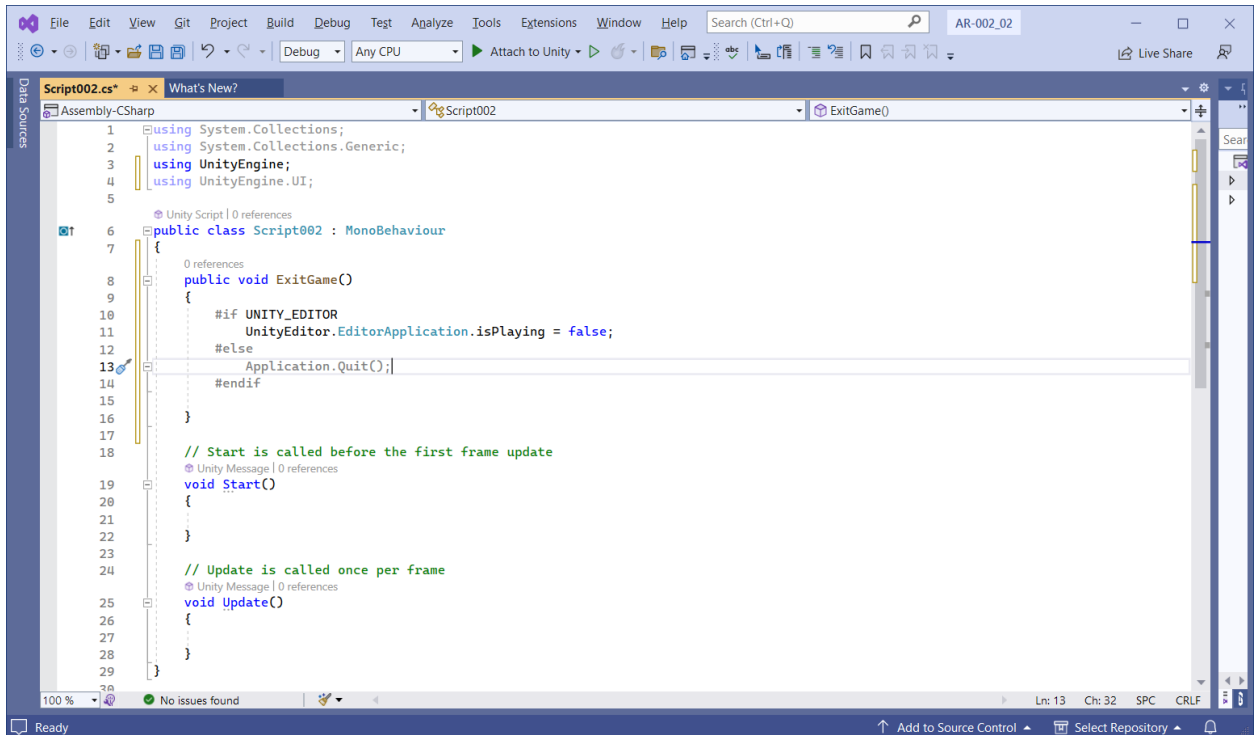 File Edit View Git Project Build Debug Test Analyze Tools Extensions Window Help Search (Ctrl+Q) AR-002_02
Debug Any CPU Attach to Unity Live Share
Data Sources
Script002.cs* What's New?
Assembly-CSharp Script002 ExitGame()
Sear
1 using System.Collections;
2 using System.Collections.Generic;
3 using UnityEngine;
4 using UnityEngine.UI;
5
Unity Script | 0 references
6 public class Script002 : MonoBehaviour
7 {
0 references
8 public void ExitGame()
9 {
10 #if UNITY_EDITOR
11 UnityEditor.EditorApplication.isPlaying = false;
12 #else
13 Application.Quit();
14 #endif
15
16 }
17
18 // Start is called before the first frame update
Unity Message | 0 references
19 void Start()
20 {
21
22 }
23
24 // Update is called once per frame
Unity Message | 0 references
25 void Update()
26 {
27
28 }
29 }
30
100 % No issues found Ln: 13 Ch: 32 SPC CRLF
Ready Add to Source Control Select Repository